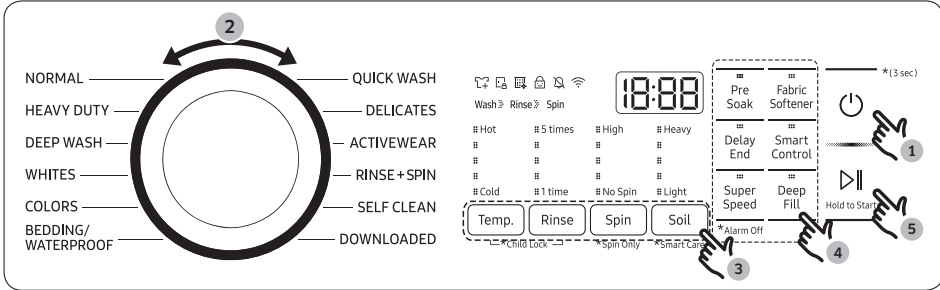 2
NORMAL
HEAVY DUTY
DEEP WASH
WHITES
COLORS
BEDDING/
WATERPROOF
QUICK WASH
DELICATES
ACTIVEWEAR
RINSE+SPIN
SELF CLEAN
DOWNLOADED
18:88
Wash» Rinse» Spin
Hot 5 times High Heavy
Cold 1 time No Spin Light
Temp. Rinse Spin Soil
*Child Lock *Spin Only *Smart Care
3
Pre
Soak
Fabric
Softener
Delay
End
Smart
Control
Super
Speed
Deep
Fill
*Alarm Off
4
*(3 sec)
1
Hold to Start
5